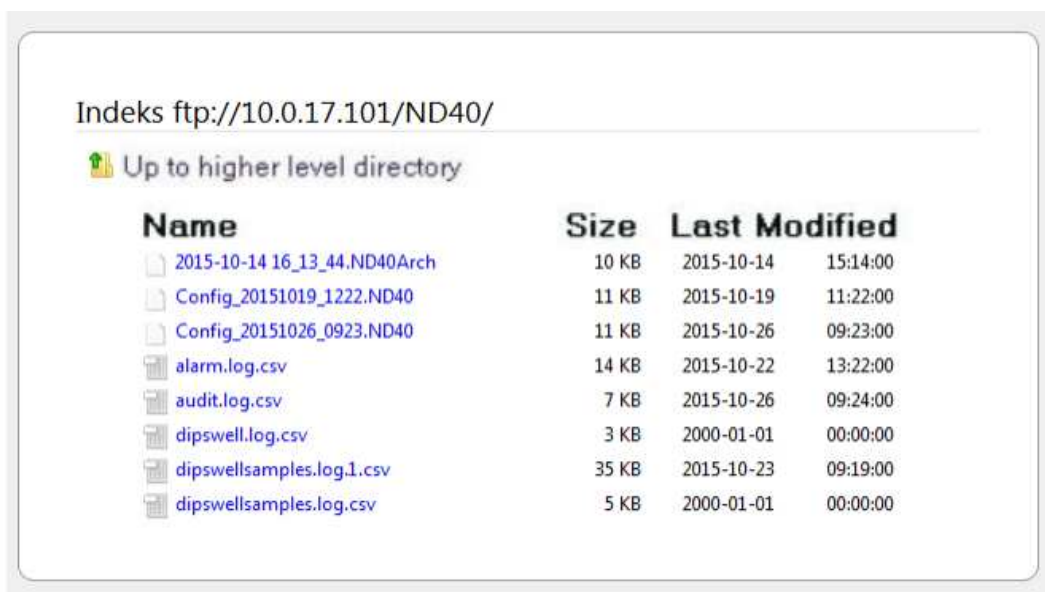 Indeks ftp://10.0.17.101/ND40/
Up to higher level directory
Name Size Last Modified
2015-10-14 16_13_44.ND40Arch 10 KB 2015-10-14 15:14:00
Config_20151019_1222.ND40 11 KB 2015-10-19 11:22:00
Config_20151026_0923.ND40 11 KB 2015-10-26 09:23:00
alarm.log.csv 14 KB 2015-10-22 13:22:00
audit.log.csv 7 KB 2015-10-26 09:24:00
dipswell.log.csv 3 KB 2000-01-01 00:00:00
dipswellsamples.log.1.csv 35 KB 2015-10-23 09:19:00
dipswellsamples.log.csv 5 KB 2000-01-01 00:00:00